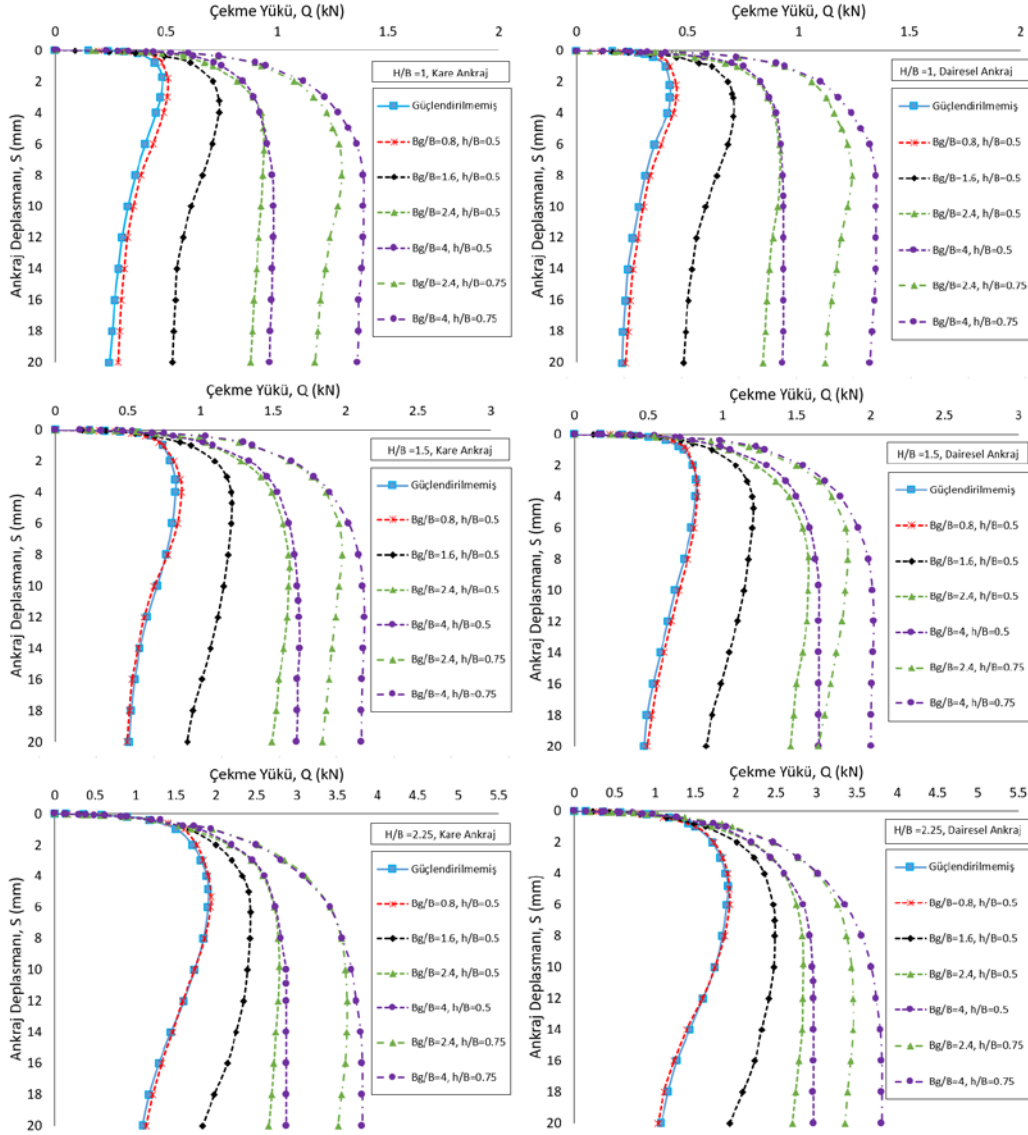 Çekme Yükü, Q (kN)
0 0.5 1 1.5 2
Ankraj Deplasmanı, S (mm)
0
2
4
6
8
10
12
14
16
18
20
H/B =1, Kare Ankraj
Güçlendirilmemiş
Bg/B=0.8, h/B=0.5
Bg/B=1.6, h/B=0.5
Bg/B=2.4, h/B=0.5
Bg/B=4, h/B=0.5
Bg/B=2.4, h/B=0.75
Bg/B=4, h/B=0.75
Çekme Yükü, Q (kN)
0 0.5 1 1.5 2
Ankraj Deplasmanı, S (mm)
0
2
4
6
8
10
12
14
16
18
20
H/B =1, Dairesel Ankraj
Güçlendirilmemiş
Bg/B=0.8, h/B=0.5
Bg/B=1.6, h/B=0.5
Bg/B=2.4, h/B=0.5
Bg/B=4, h/B=0.5
Bg/B=2.4, h/B=0.75
Bg/B=4, h/B=0.75
Çekme Yükü, Q (kN)
0 0.5 1 1.5 2 2.5 3
Ankraj Deplasmanı, S (mm)
0
2
4
6
8
10
12
14
16
18
20
H/B =1.5, Kare Ankraj
Güçlendirilmemiş
Bg/B=0.8, h/B=0.5
Bg/B=1.6, h/B=0.5
Bg/B=2.4, h/B=0.5
Bg/B=4, h/B=0.5
Bg/B=2.4, h/B=0.75
Bg/B=4, h/B=0.75
Çekme Yükü, Q (kN)
0 0.5 1 1.5 2 2.5 3
Ankraj Deplasmanı, S (mm)
0
2
4
6
8
10
12
14
16
18
20
H/B =1.5, Dairesel Ankraj
Güçlendirilmemiş
Bg/B=0.8, h/B=0.5
Bg/B=1.6, h/B=0.5
Bg/B=2.4, h/B=0.5
Bg/B=4, h/B=0.5
Bg/B=2.4, h/B=0.75
Bg/B=4, h/B=0.75
Çekme Yükü, Q (kN)
0 0.5 1 1.5 2 2.5 3 3.5 4 4.5 5 5.5
Ankraj Deplasmanı, S (mm)
0
2
4
6
8
10
12
14
16
18
20
H/B =2.25, Kare Ankraj
Güçlendirilmemiş
Bg/B=0.8, h/B=0.5
Bg/B=1.6, h/B=0.5
Bg/B=2.4, h/B=0.5
Bg/B=4, h/B=0.5
Bg/B=2.4, h/B=0.75
Bg/B=4, h/B=0.75
Çekme Yükü, Q (kN)
0 0.5 1 1.5 2 2.5 3 3.5 4 4.5 5 5.5
Ankraj Deplasmanı, S (mm)
0
2
4
6
8
10
12
14
16
18
20
H/B =2.25, Dairesel Ankraj
Güçlendirilmemiş
Bg/B=0.8, h/B=0.5
Bg/B=1.6, h/B=0.5
Bg/B=2.4, h/B=0.5
Bg/B=4, h/B=0.5
Bg/B=2.4, h/B=0.75
Bg/B=4, h/B=0.75